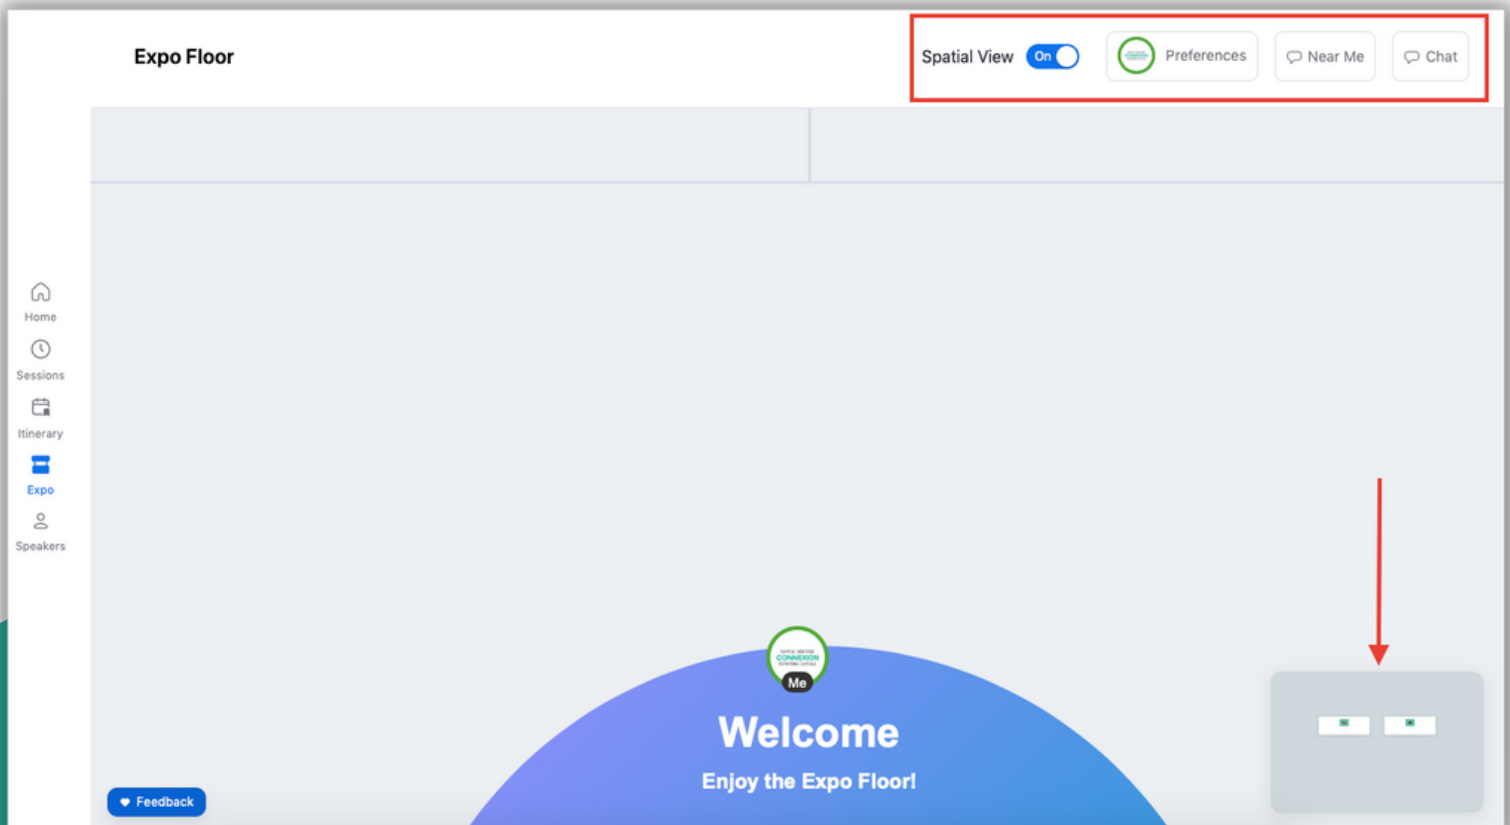 Expo Floor
Spatial View On Preferences Near Me Chat
Home
Sessions
Itinerary
Expo
Speakers
CONNEXION
Me
Welcome
Enjoy the Expo Floor!
Feedback